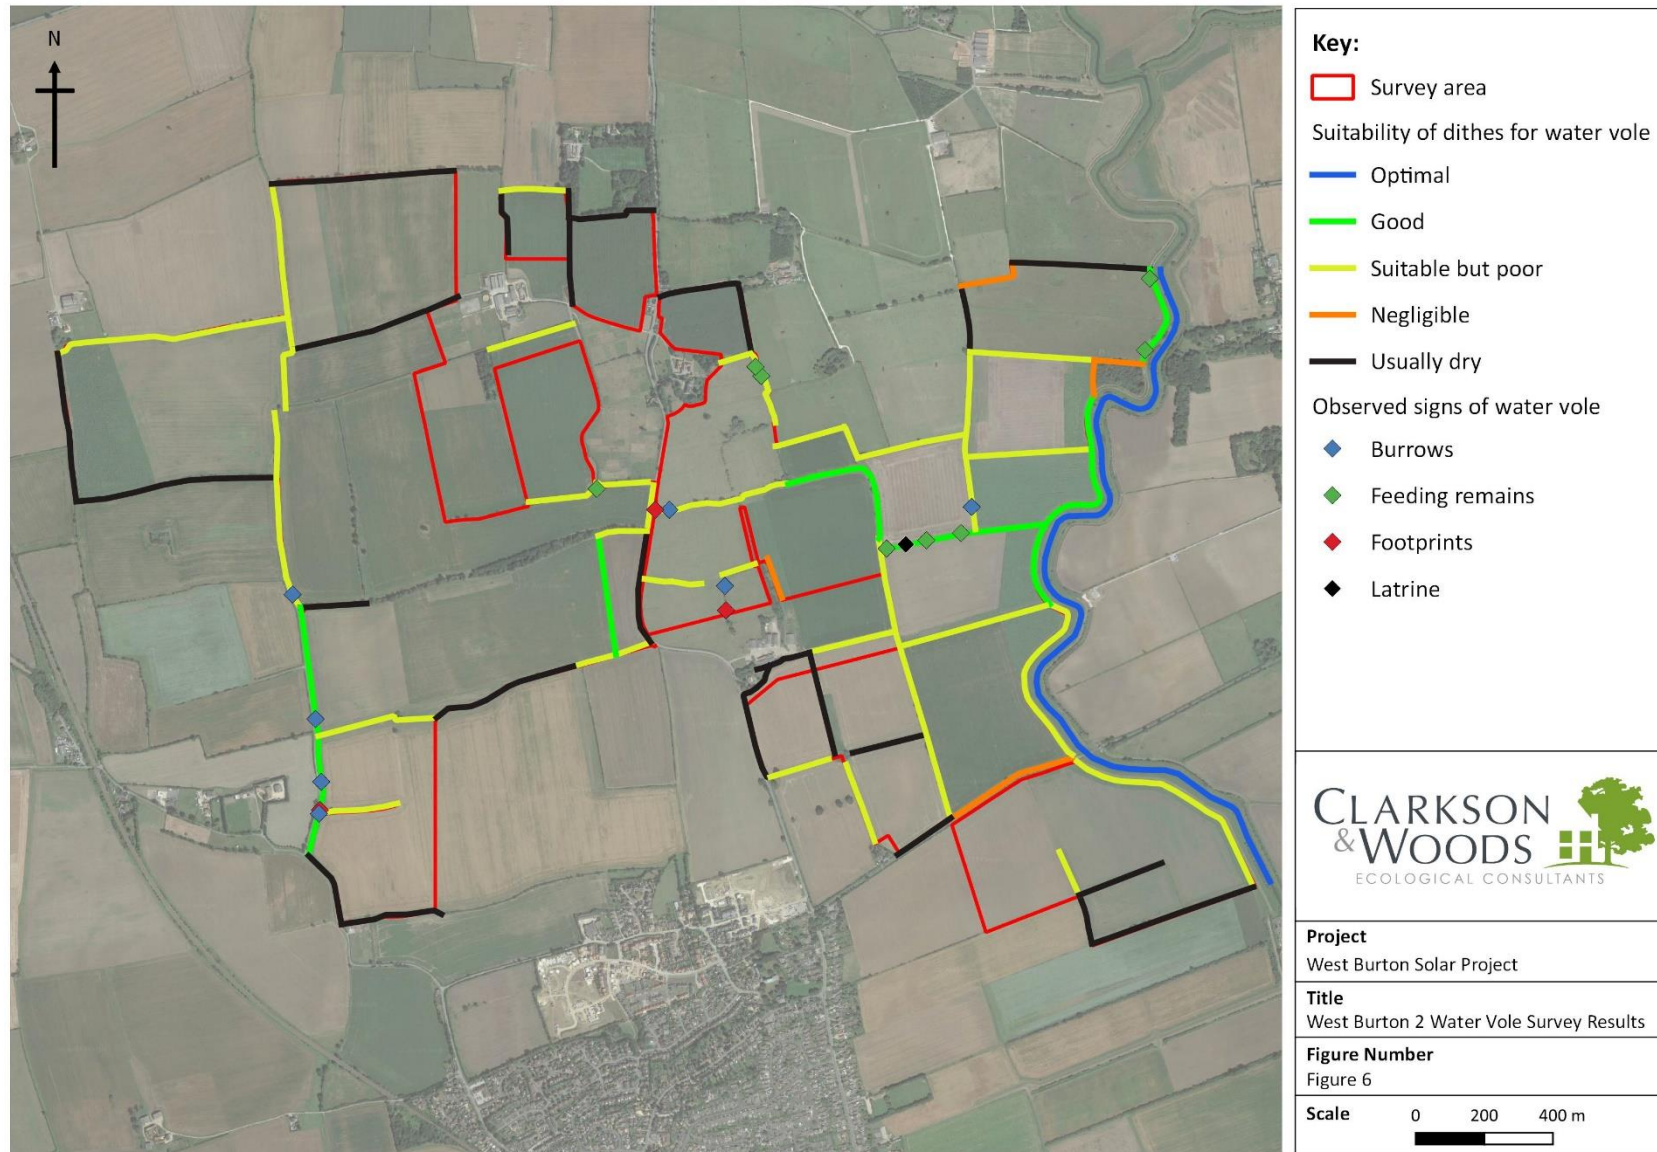 N
Key:
Survey area
Suitability of dithes for water vole
Optimal
Good
Suitable but poor
Negligible
Usually dry
Observed signs of water vole
Burrows
Feeding remains
Footprints
Latrine
CLARKSON
& WOODS
ECOLOGICAL CONSULTANTS
Project
West Burton Solar Project
Title
West Burton 2 Water Vole Survey Results
Figure Number
Figure 6
Scale 0 200 400 m